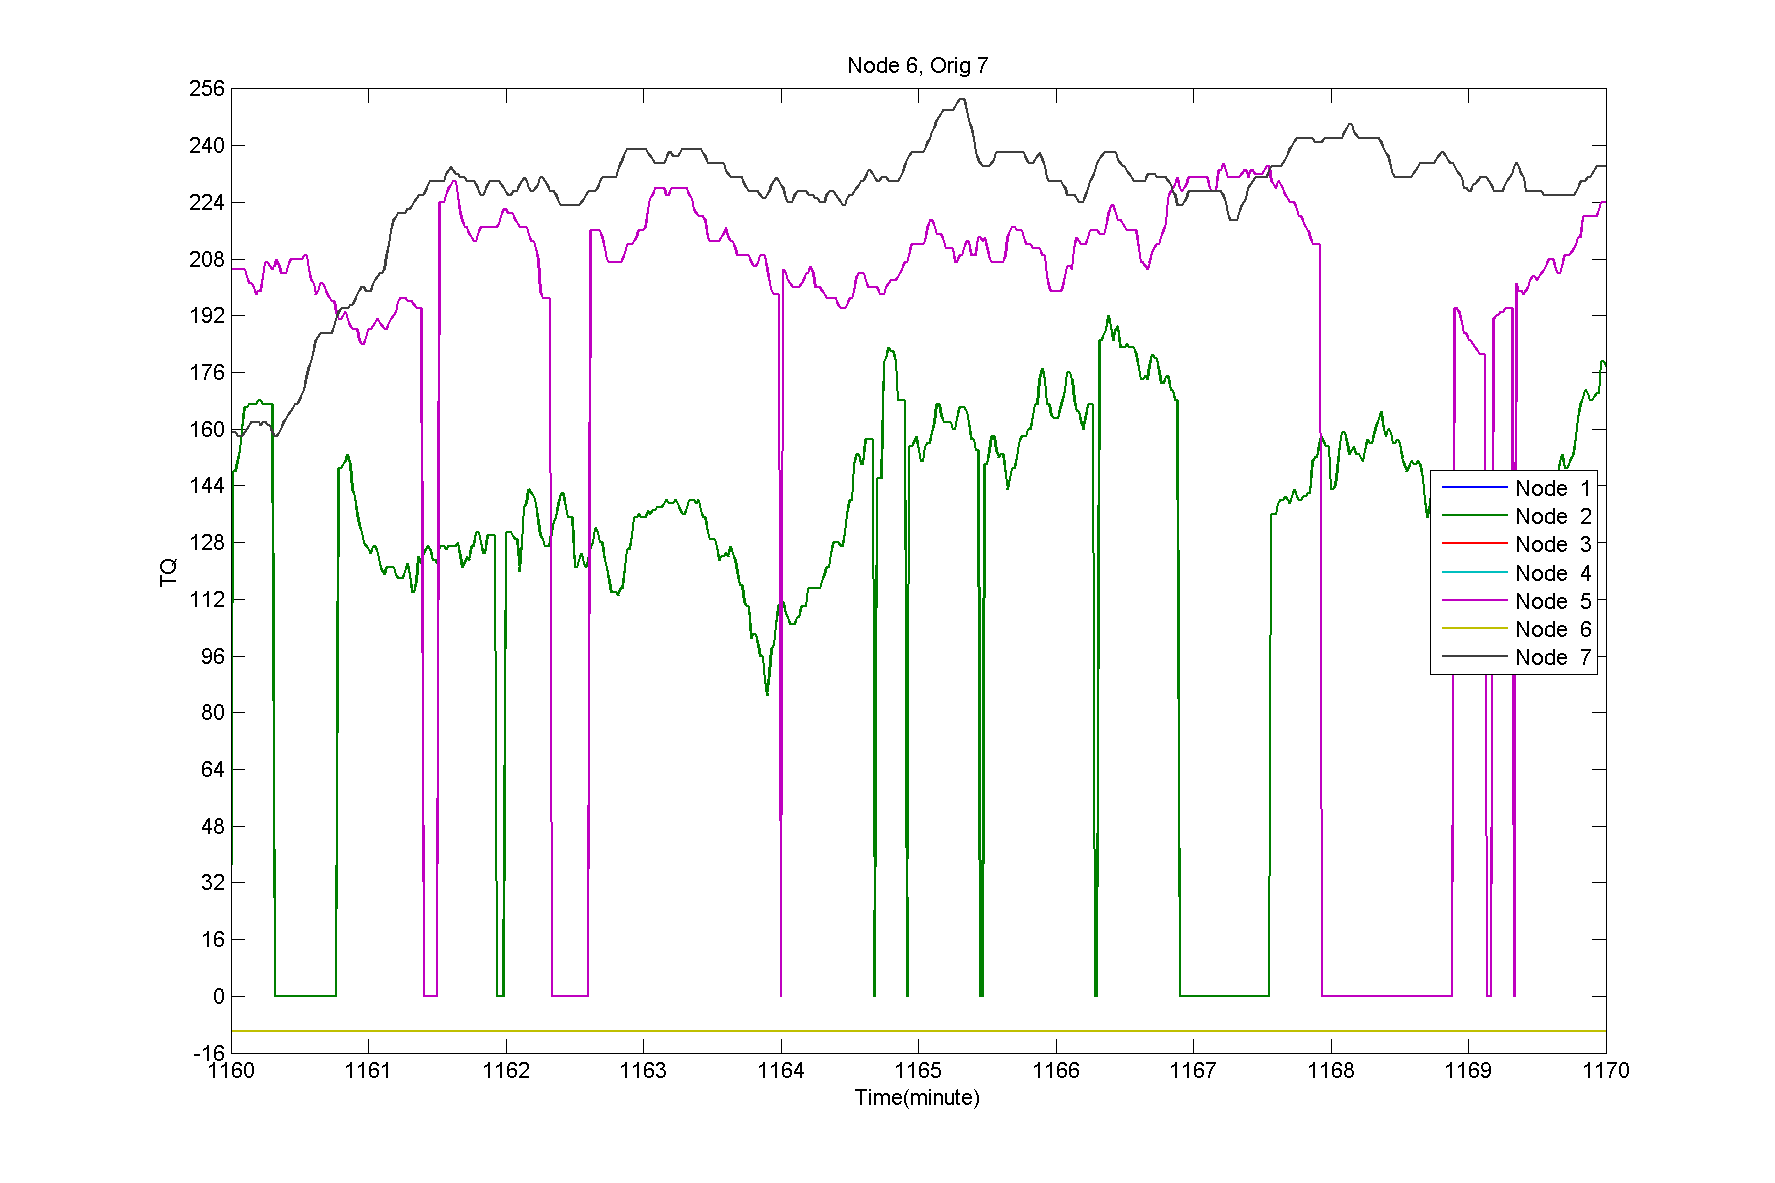 Node 6, Orig 7
256
240
224
208
192
176
160
144
128
112
96
80
64
48
32
16
0
-16
TQ
Node 1
Node 2
Node 3
Node 4
Node 5
Node 6
Node 7
1160 1161 1162 1163 1164 1165 1166 1167 1168 1169 1170
Time(minute)